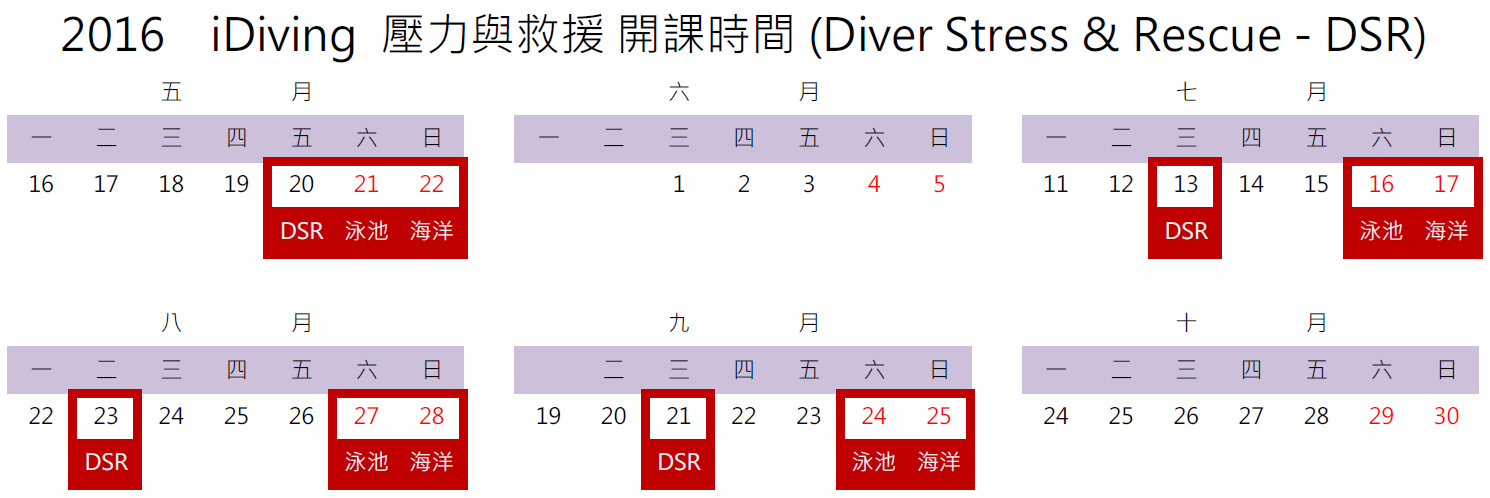 2016 iDiving 壓力與救援 開課時間 (Diver Stress & Rescue - DSR)
五 月
一 二 三 四 五 六 日
16 17 18 19 20 21 22
DSR 泳池 海洋
六 月
一 二 三 四 五 六 日
1 2 3 4 5
七 月
一 二 三 四 五 六 日
11 12 13 14 15 16 17
DSR 泳池 海洋
八 月
一 二 三 四 五 六 日
22 23 24 25 26 27 28
DSR 泳池 海洋
九 月
二 三 四 五 六 日
19 20 21 22 23 24 25
DSR 泳池 海洋
十 月
一 二 三 四 五 六 日
24 25 26 27 28 29 30